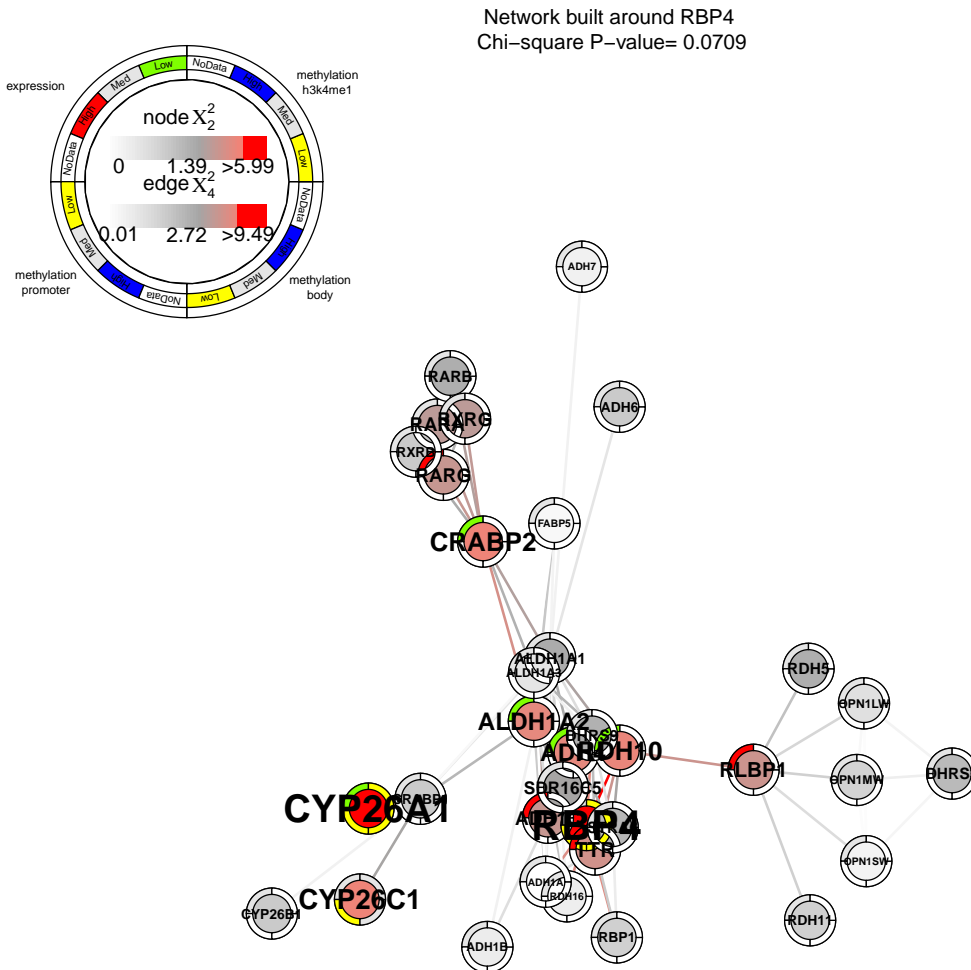 Network built around RBP4
Chi−square P−value= 0.0709
expression
methylation
h3k4me1
methylation
promoter
methylation
body
NoData
High
Med
Low
NoData
High
Med
Low
NoData
High
Med
Low
NoData
High
Med
Low
node X²₂
0 1.39 >5.99
edge X²₄
0.01 2.72 >9.49
ADH7
RARB
ADH6
RARA
RXRG
RXRB
RARG
FABP5
CRABP2
ALDH1A1
ALDH1A3
RDH5
OPN1LW
ALDH1A2
DHRS9
RDH10
RLBP1
OPN1MW
DHRS
SDR16C5
CYP26A1
RBP4
TTR
OPN1SW
ADH1A
RDH16
CYP26C1
CYP26B1
RDH11
RBP1
ADH1B